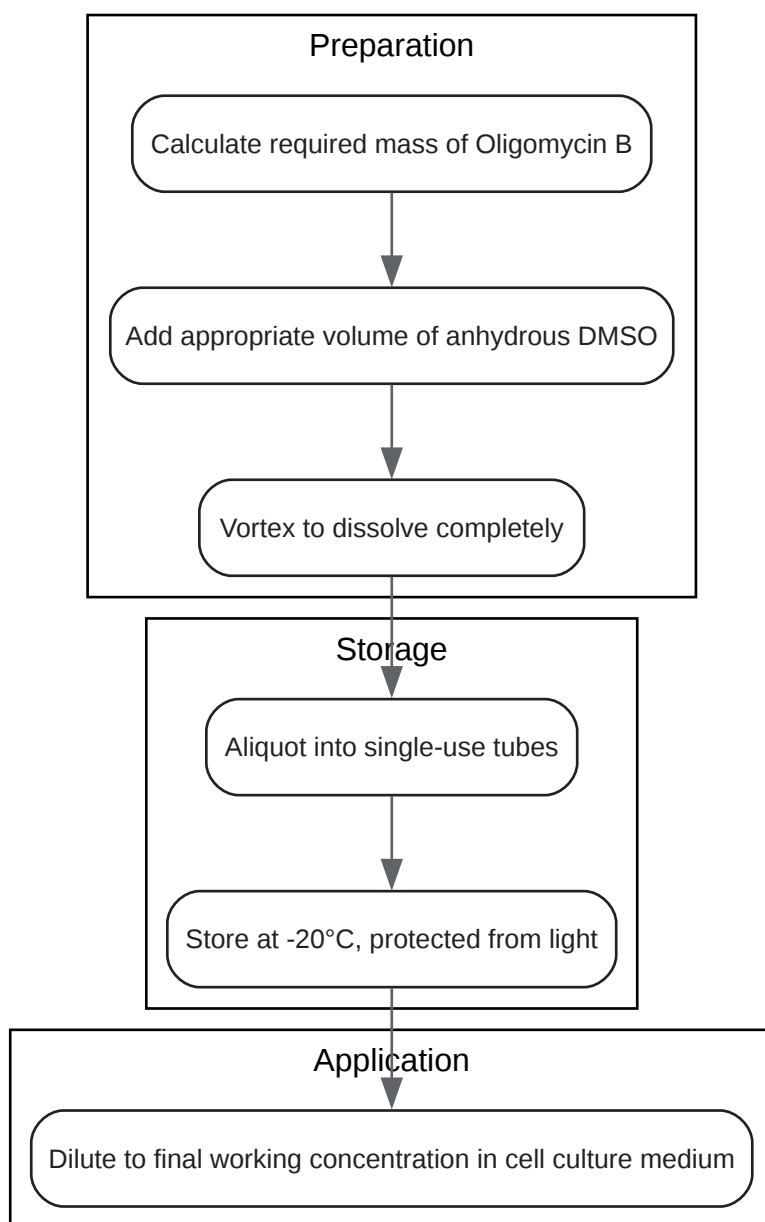 Preparation
Calculate required mass of Oligomycin B
Add appropriate volume of anhydrous DMSO
Vortex to dissolve completely
Storage
Aliquot into single-use tubes
Store at -20°C, protected from light
Application
Dilute to final working concentration in cell culture medium